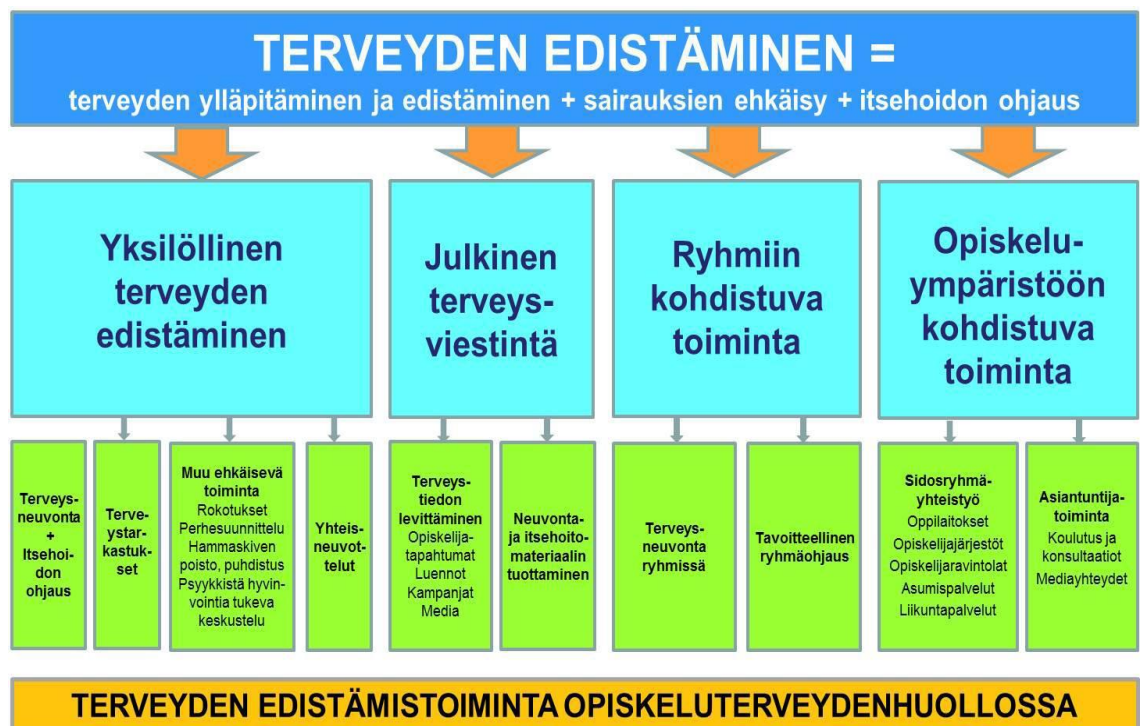 TERVEYDEN EDISTÄMINEN =
terveyden ylläpitäminen ja edistäminen + sairauksien ehkäisy + itsehoidon ohjaus
Yksilöllinen
terveyden
edistäminen
Julkinen
terveys-
viestintä
Ryhmiin
kohdistuva
toiminta
Opiskelu-
ympäristöön
kohdistuva
toiminta
Terveys-
neuvonta
+
Itsehoi-
don
ohjaus
Terve-
ystar-
kastuk-
set
Muu ehkäisevä
toiminta
Rokotukset
Perhesuunnittelu
Hammaskiven
poisto, puhdistus
Psyykkistä hyvin-
vointia tukeva
keskustelu
Yhteis-
neuvot-
telut
Terveys-
tiedon
levittäminen
Opiskelija-
tapahtumat
Luennot
Kampanjat
Media
Neuvonta-
ja itsehoito-
materiaalin
tuottaminen
Terveys-
neuvonta
ryhmissä
Tavoitteellinen
ryhmäohjaus
Sidosryhmä-
yhteistyö
Oppilaitokset
Opiskelijajärjestöt
Opiskelijaravintolat
Asumispalvelut
Liikuntapalvelut
Asiantuntija-
toiminta
Koulutus ja
konsultaatiot
Mediayhteydet
TERVEYDEN EDISTÄMISTOIMINTA OPISKELUTERVEYDENHUOLLOSSA